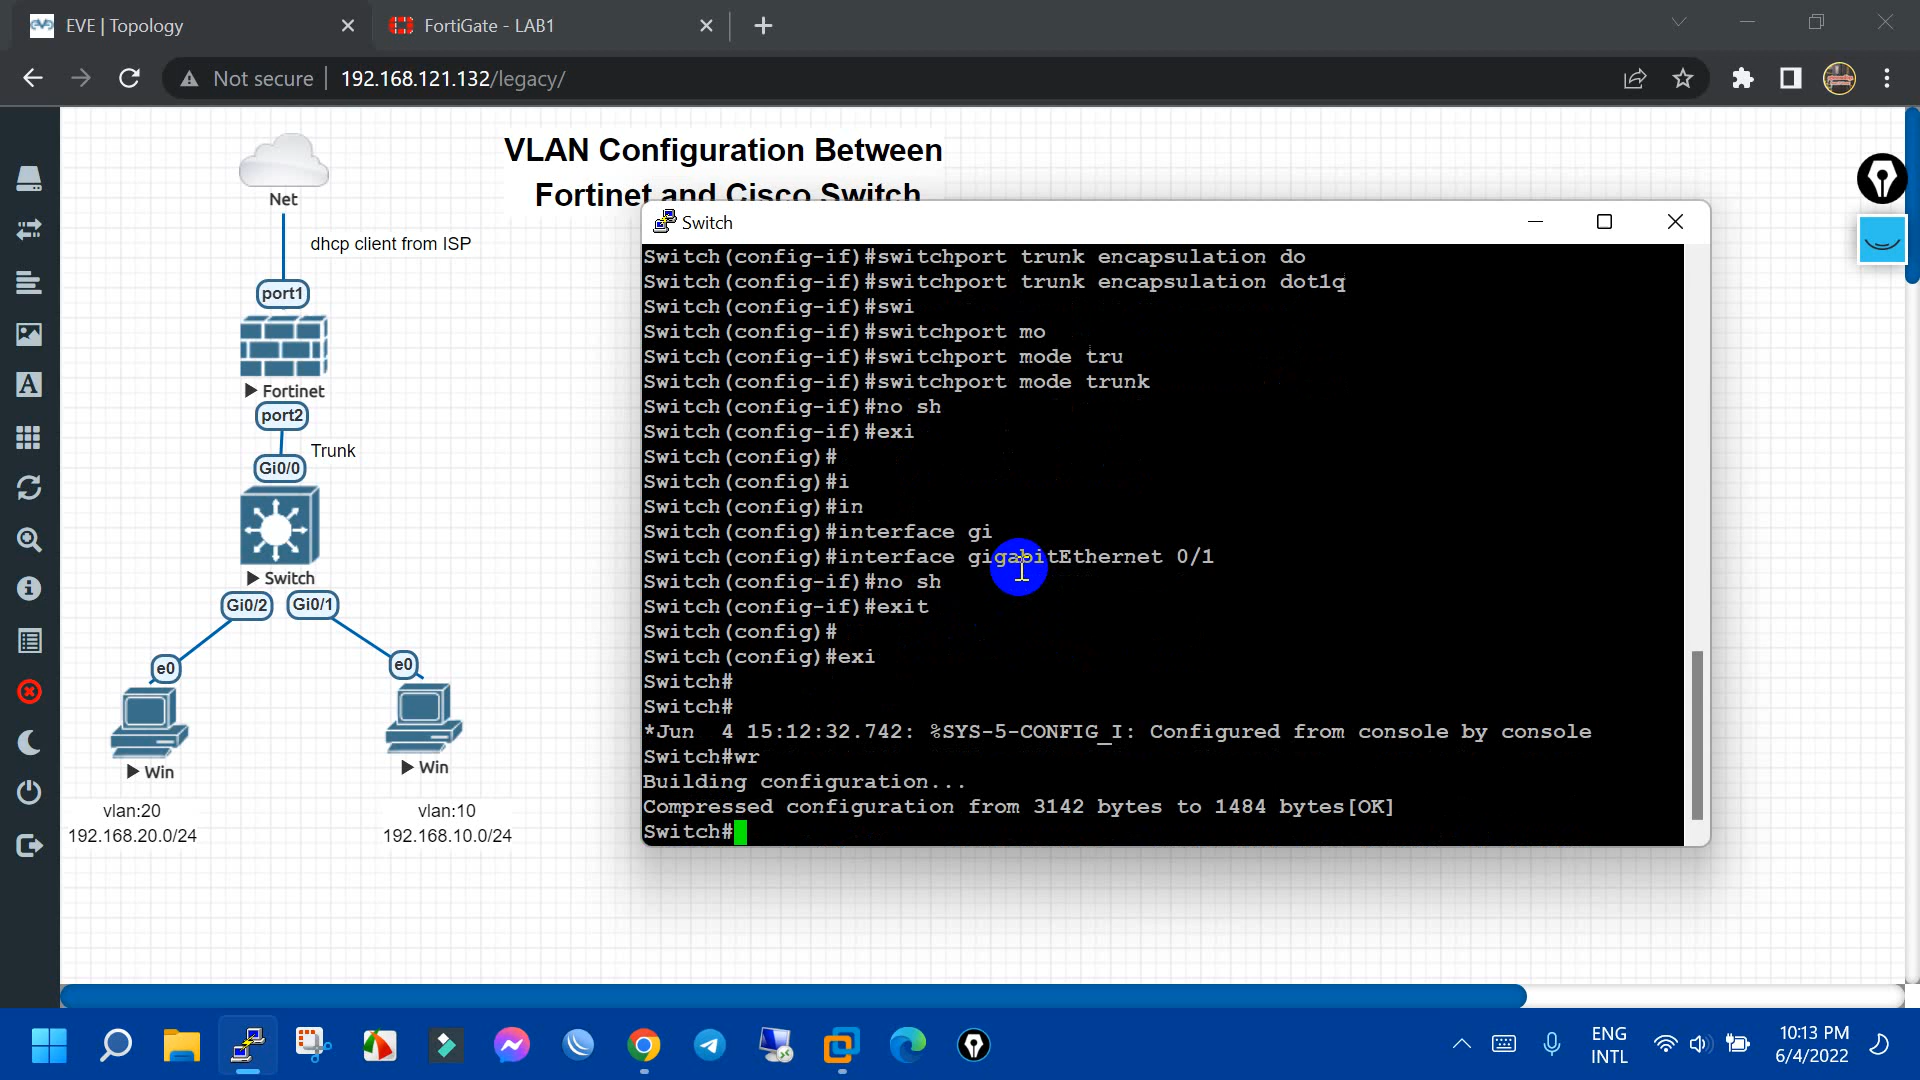 EVE | Topology
FortiGate - LAB1
Not secure
192.168.121.132/legacy/
VLAN Configuration Between
Fortinet and Cisco Switch
Net
dhcp client from ISP
port1
Fortinet
port2
Trunk
Gi0/0
Switch
Gi0/2
Gi0/1
e0
e0
Win
Win
vlan:20
192.168.20.0/24
vlan:10
192.168.10.0/24
Switch
Switch(config-if)#switchport trunk encapsulation do
Switch(config-if)#switchport trunk encapsulation dot1q
Switch(config-if)#swi
Switch(config-if)#switchport mo
Switch(config-if)#switchport mode tru
Switch(config-if)#switchport mode trunk
Switch(config-if)#no sh
Switch(config-if)#exi
Switch(config)#
Switch(config)#i
Switch(config)#in
Switch(config)#interface gi
Switch(config)#interface gigabitEthernet 0/1
Switch(config-if)#no sh
Switch(config-if)#exit
Switch(config)#
Switch(config)#exi
Switch#
Switch#
*Jun  4 15:12:32.742: %SYS-5-CONFIG_I: Configured from console by console
Switch#wr
Building configuration...
Compressed configuration from 3142 bytes to 1484 bytes[OK]
Switch#
ENG
INTL
10:13 PM
6/4/2022